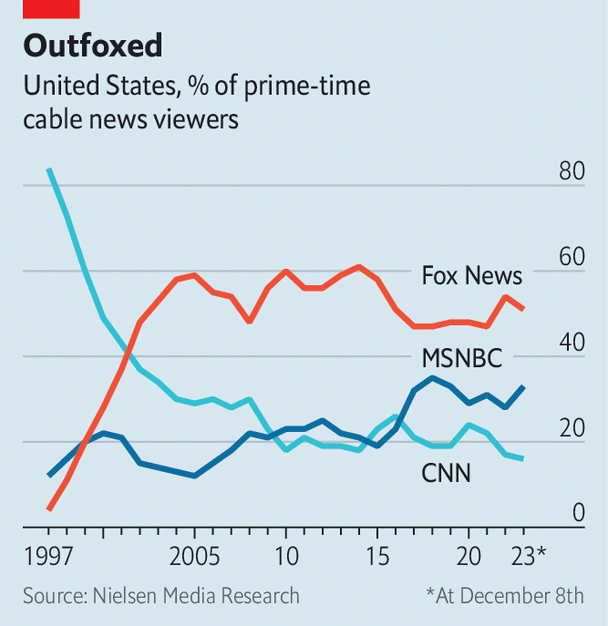 Outfoxed
United States, % of prime-time
cable news viewers
80
60
Fox News
MSNBC
40
20
CNN
0
1997 2005 10 15 20 23*
Source: Nielsen Media Research *At December 8th